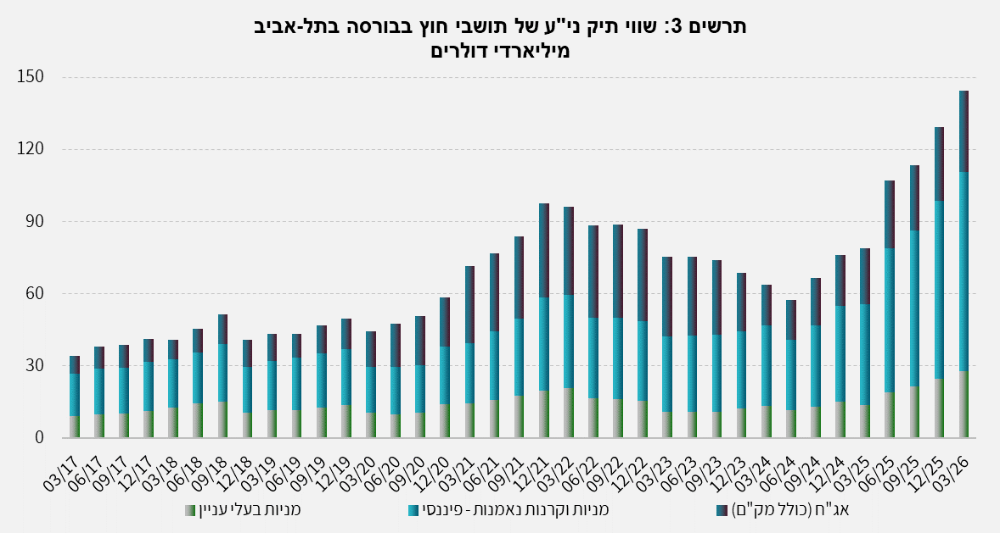 תרשים 3: שווי תיק ני"ע של תושבי חוץ בבורסה בתל-אביב
מיליארדי דולרים
150
120
90
60
30
0
03/17 06/17 09/17 12/17 03/18 06/18 09/18 12/18 03/19 06/19 09/19 12/19 03/20 06/20 09/20 12/20 03/21 06/21 09/21 12/21 03/22 06/22 09/22 12/22 03/23 06/23 09/23 12/23 03/24 06/24 09/24 12/24 03/25 06/25 09/25 12/25 03/26
אג"ח (כולל מק"ם) מניות וקרנות נאמנות - פיננסי מניות בעלי עניין